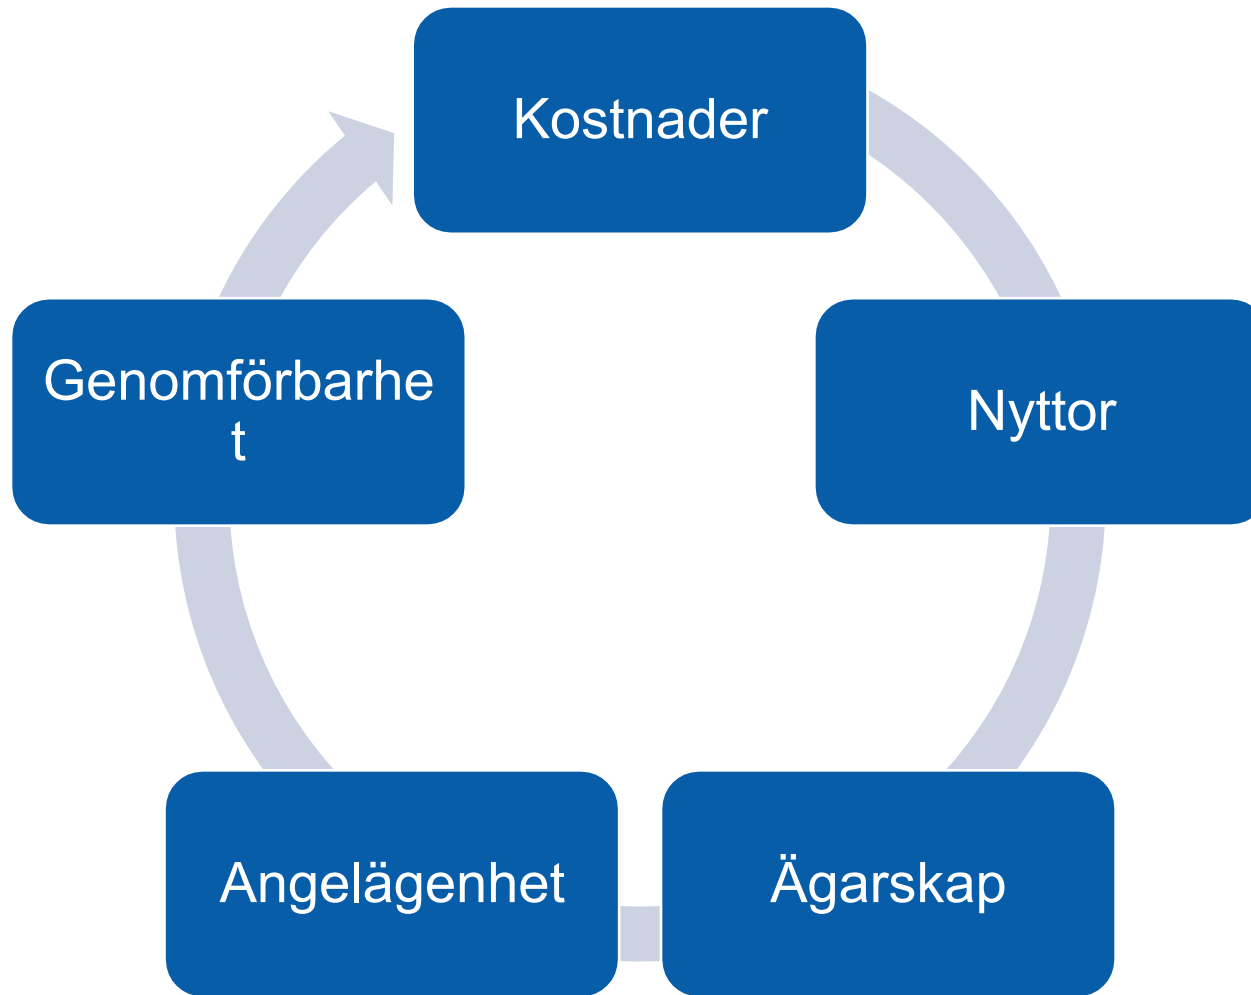 Kostnader
Nyttor
Ägarskap
Angelägenhet
Genomförbarhe
t